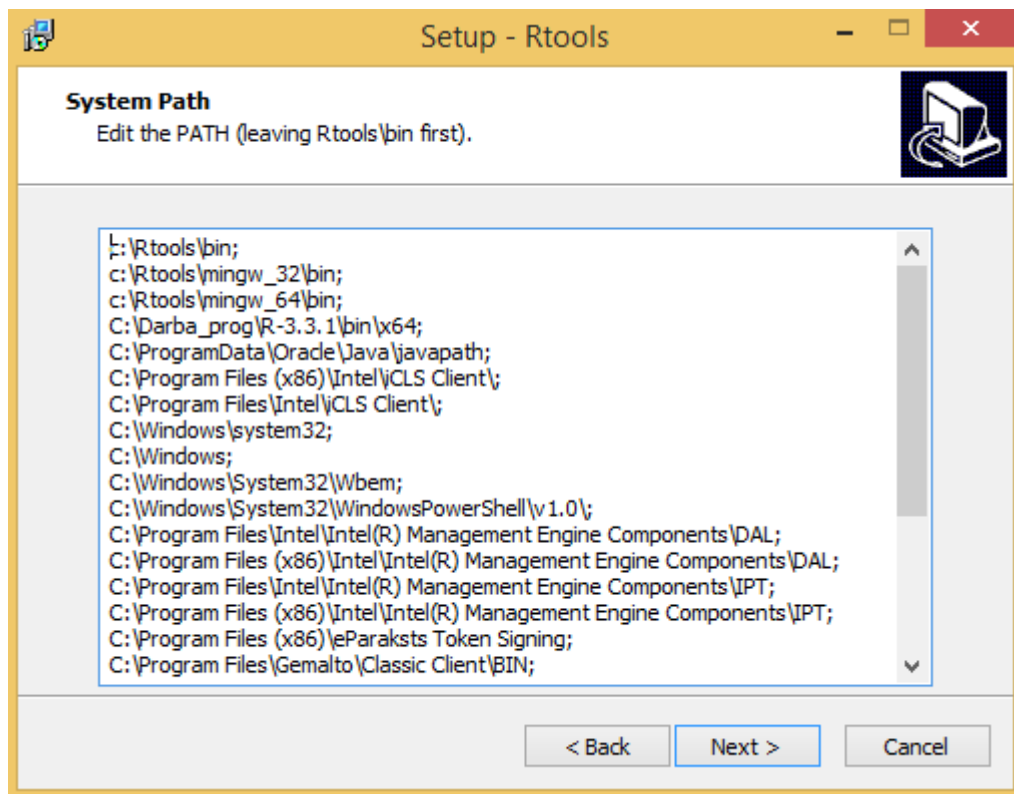 Setup - Rtools
System Path
Edit the PATH (leaving Rtools\bin first).
c:\Rtools\bin;
c:\Rtools\mingw_32\bin;
c:\Rtools\mingw_64\bin;
C:\Darba_prog\R-3.3.1\bin\x64;
C:\ProgramData\Oracle\Java\javapath;
C:\Program Files (x86)\Intel\iCLS Client\;
C:\Program Files\Intel\iCLS Client\;
C:\Windows\system32;
C:\Windows;
C:\Windows\System32\Wbem;
C:\Windows\System32\WindowsPowerShell\v1.0\;
C:\Program Files\Intel\Intel(R) Management Engine Components\DAL;
C:\Program Files (x86)\Intel\Intel(R) Management Engine Components\DAL;
C:\Program Files\Intel\Intel(R) Management Engine Components\IPT;
C:\Program Files (x86)\Intel\Intel(R) Management Engine Components\IPT;
C:\Program Files (x86)\eParaksts Token Signing;
C:\Program Files\Gemalto\Classic Client\BIN;
< Back Next > Cancel